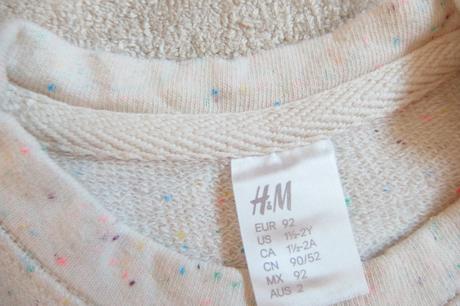 H&M
EUR 92
US 1½-2Y
CA 1½-2A
CN 90/52
MX 92
AUS 2